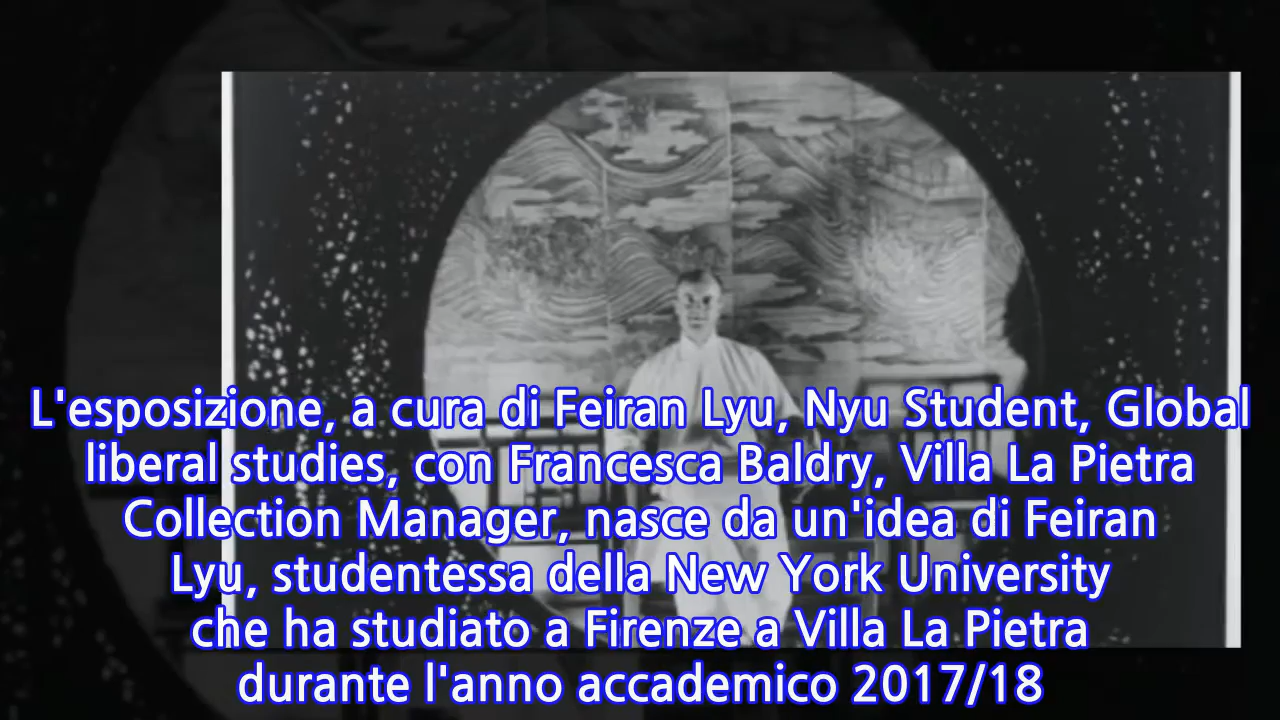 L'esposizione, a cura di Feiran Lyu, Nyu Student, Global
liberal studies, con Francesca Baldry, Villa La Pietra
Collection Manager, nasce da un'idea di Feiran
Lyu, studentessa della New York University
che ha studiato a Firenze a Villa La Pietra
durante l'anno accademico 2017/18